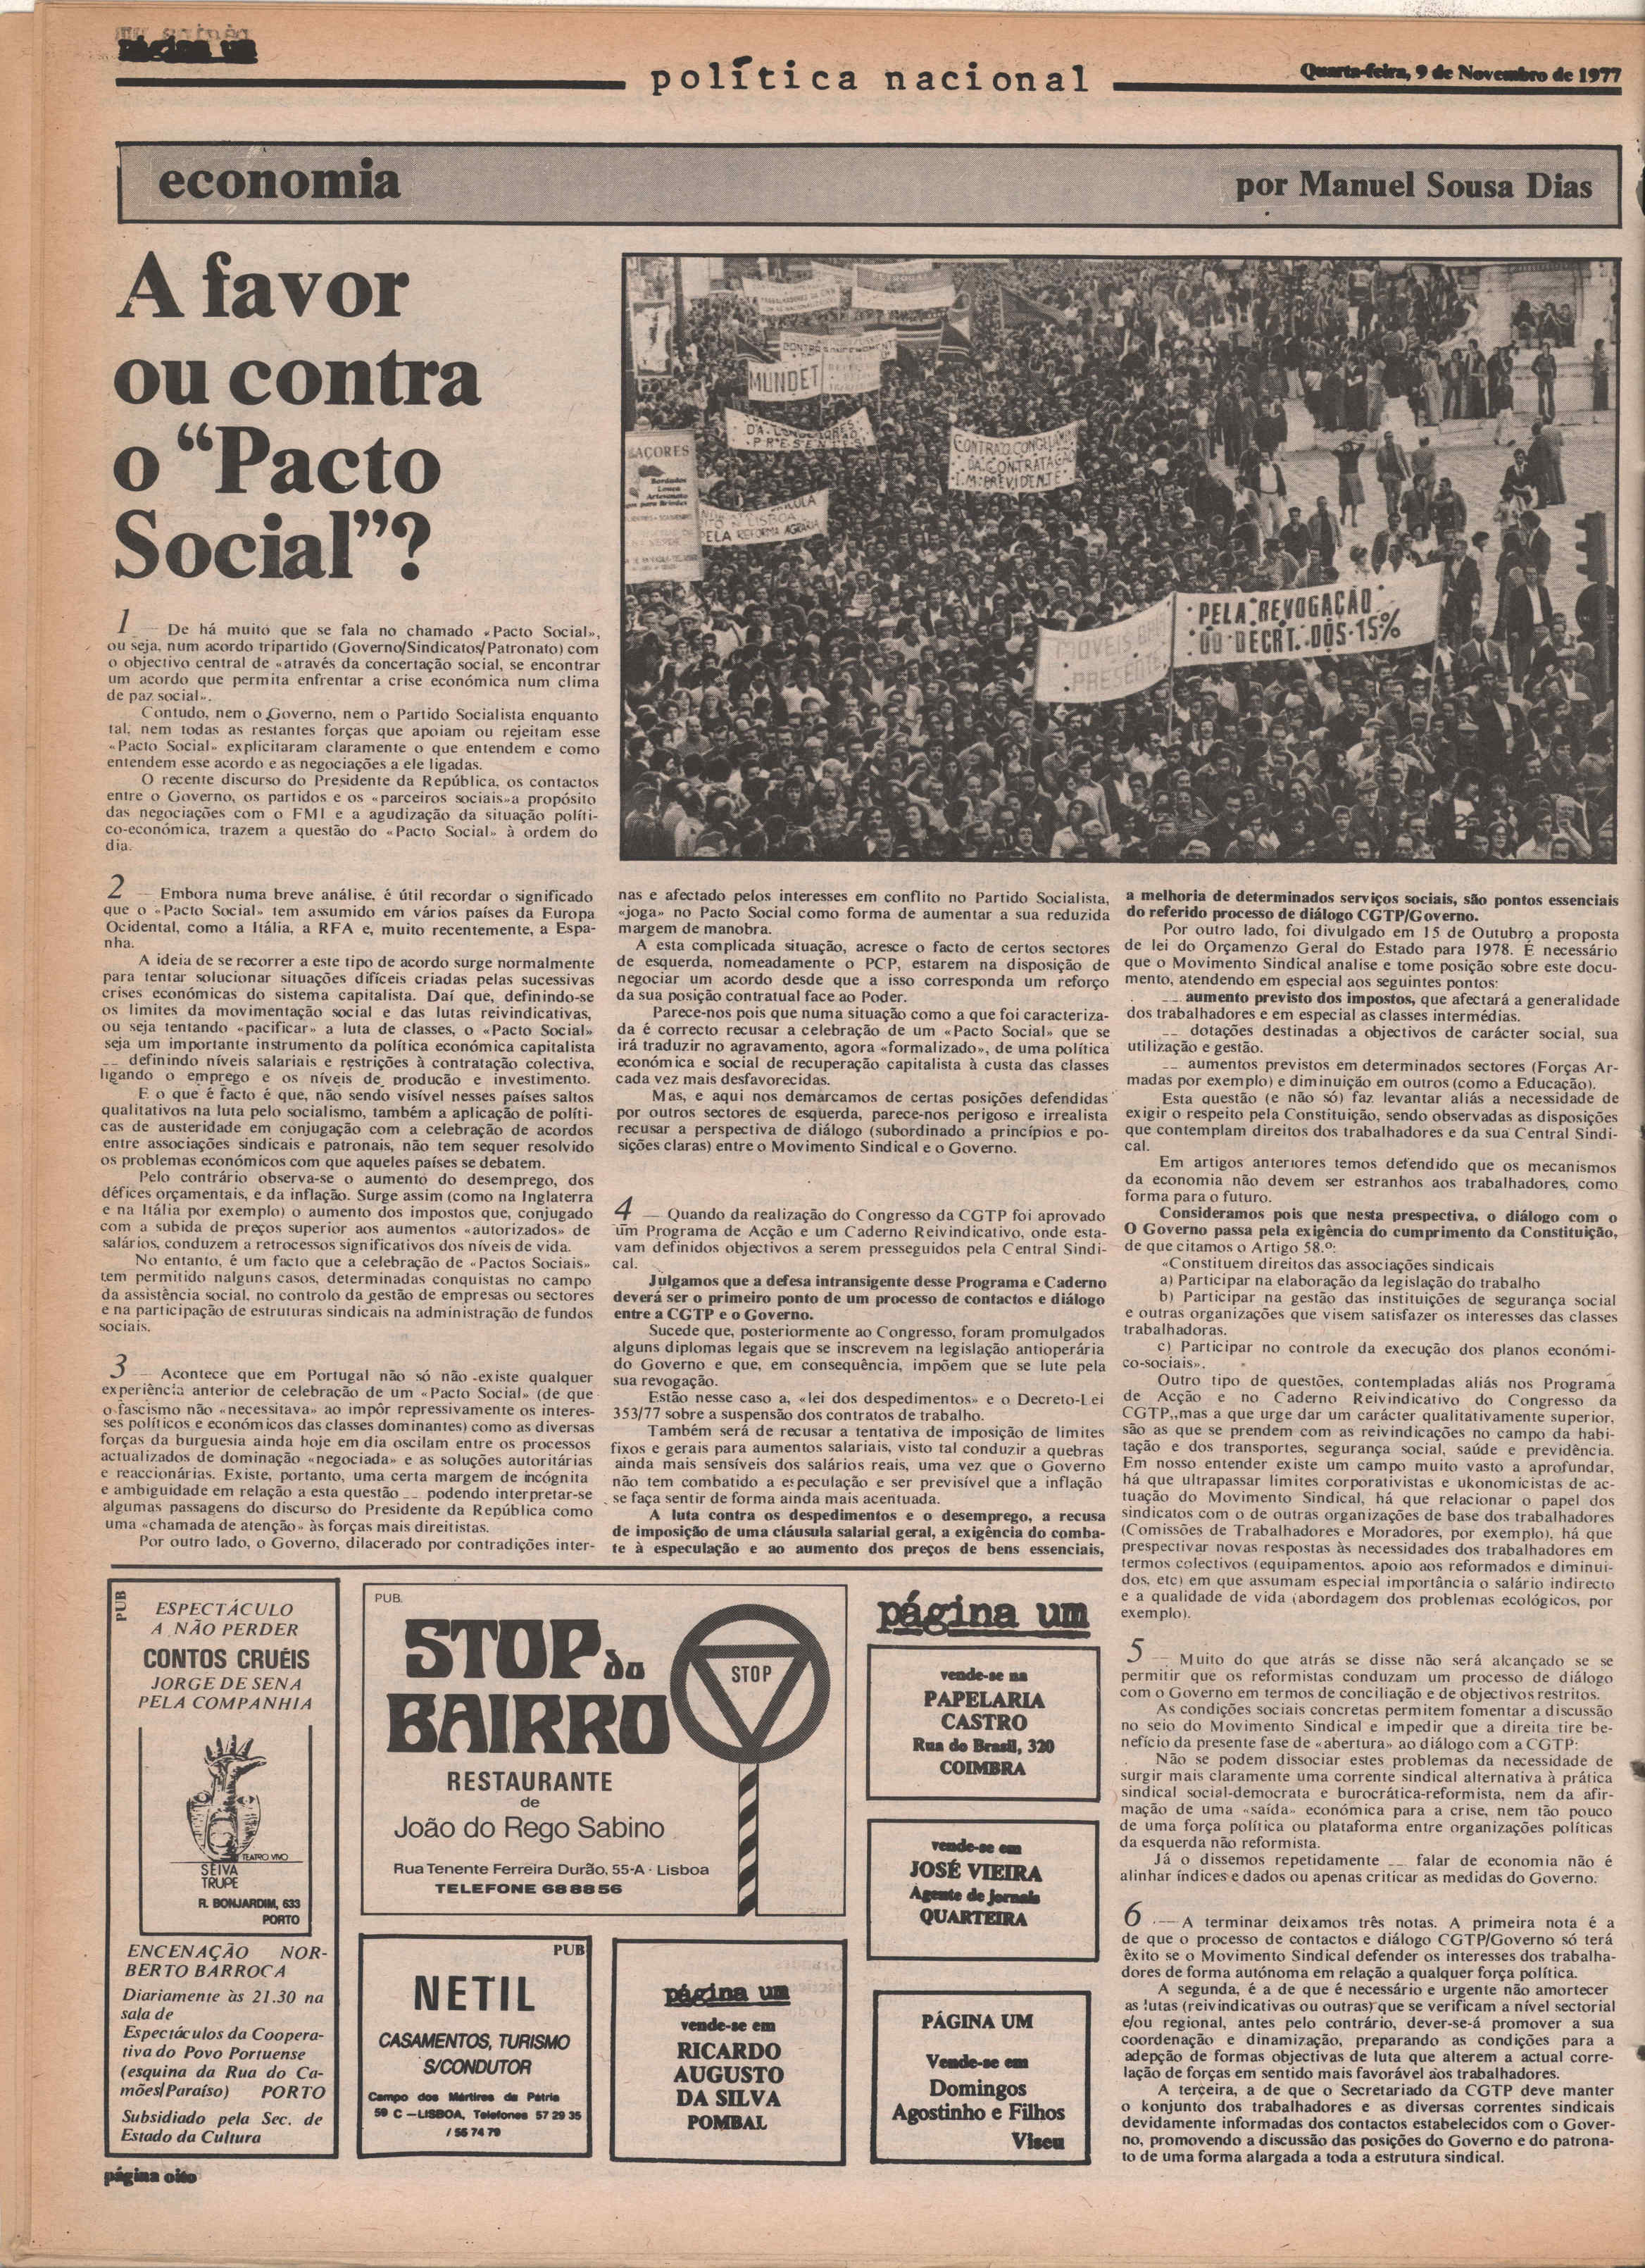 política nacional
Quarta-feira, 9 de Novembro de 1977
economia
por Manuel Sousa Dias
A favor
ou contra
o “Pacto
Social”?
1 — De há muito que se fala no chamado «Pacto Social»,
ou seja, num acordo tripartido (Governo/Sindicatos/Patronato) com
o objectivo central de «através da concertação social, se encontrar
um acordo que permita enfrentar a crise económica num clima
de paz social».
Contudo, nem o Governo, nem o Partido Socialista enquanto
tal, nem todas as restantes forças que apoiam ou rejeitam esse
«Pacto Social» explicitaram claramente o que entendem e como
entendem esse acordo e as negociações a ele ligadas.
O recente discurso do Presidente da República, os contactos
entre o Governo, os partidos e os «parceiros sociais»a propósito
das negociações com o FMI e a agudização da situação políti-
co-económica, trazem a questão do «Pacto Social» à ordem do
dia.
2 — Embora numa breve análise, é útil recordar o significado
que o «Pacto Social» tem assumido em vários países da Europa
Ocidental, como a Itália, a RFA e, muito recentemente, a Espa-
nha.
A ideia de se recorrer a este tipo de acordo surge normalmente
para tentar solucionar situações difíceis criadas pelas sucessivas
crises económicas do sistema capitalista. Daí que, definindo-se
os limites da movimentação social e das lutas reivindicativas,
ou seja tentando «pacificar» a luta de classes, o «Pacto Social»
seja um importante instrumento da política económica capitalista
__ definindo níveis salariais e restrições à contratação colectiva,
ligando o emprego e os níveis de produção e investimento.
E o que é facto é que, não sendo visível nesses países saltos
qualitativos na luta pelo socialismo, também a aplicação de políti-
cas de austeridade em conjugação com a celebração de acordos
entre associações sindicais e patronais, não tem sequer resolvido
os problemas económicos com que aqueles países se debatem.
Pelo contrário observa-se o aumento do desemprego, dos
défices orçamentais, e da inflação. Surge assim (como na Inglaterra
e na Itália por exemplo) o aumento dos impostos que, conjugado
com a subida de preços superior aos aumentos «autorizados» de
salários, conduzem a retrocessos significativos dos níveis de vida.
No entanto, é um facto que a celebração de «Pactos Sociais»
tem permitido nalguns casos, determinadas conquistas no campo
da assistência social, no controlo da gestão de empresas ou sectores
e na participação de estruturas sindicais na administração de fundos
sociais.
3 — Acontece que em Portugal não só não existe qualquer
experiência anterior de celebração de um «Pacto Social» (de que
o fascismo não «necessitava» ao impôr repressivamente os interes-
ses políticos e económicos das classes dominantes) como as diversas
forças da burguesia ainda hoje em dia oscilam entre os processos
actualizados de dominação «negociada» e as soluções autoritárias
e reaccionárias. Existe, portanto, uma certa margem de incógnita
e ambiguidade em relação a esta questão __ podendo interpretar-se
algumas passagens do discurso do Presidente da República como
uma «chamada de atenção» às forças mais direitistas.
Por outro lado, o Governo, dilacerado por contradições inter-
MUNDET
AÇORES
CONTRA O CONGELAM.
DA CONTRATAÇÃO
I.M. PREVIDENTE
PELA REFORMA AGRÁRIA
MOVEIS
PRESENTE
PELA REVOGAÇÃO
DO DECRT. DOS 15%
nas e afectado pelos interesses em conflito no Partido Socialista,
«joga» no Pacto Social como forma de aumentar a sua reduzida
margem de manobra.
A esta complicada situação, acresce o facto de certos sectores
de esquerda, nomeadamente o PCP, estarem na disposição de
negociar um acordo desde que a isso corresponda um reforço
da sua posição contratual face ao Poder.
Parece-nos pois que numa situação como a que foi caracteriza-
da é correcto recusar a celebração de um «Pacto Social» que se
irá traduzir no agravamento, agora «formalizado», de uma política
económica e social de recuperação capitalista à custa das classes
cada vez mais desfavorecidas.
Mas, e aqui nos demarcamos de certas posições defendidas
por outros sectores de esquerda, parece-nos perigoso e irrealista
recusar a perspectiva de diálogo (subordinado a princípios e po-
sições claras) entre o Movimento Sindical e o Governo.
4 — Quando da realização do Congresso da CGTP foi aprovado
um Programa de Acção e um Caderno Reivindicativo, onde esta-
vam definidos objectivos a serem presseguidos pela Central Sindi-
cal.
Julgamos que a defesa intransigente desse Programa e Caderno
deverá ser o primeiro ponto de um processo de contactos e diálogo
entre a CGTP e o Governo.
Sucede que, posteriormente ao Congresso, foram promulgados
alguns diplomas legais que se inscrevem na legislação antioperária
do Governo e que, em consequência, impõem que se lute pela
sua revogação.
Estão nesse caso a, «lei dos despedimentos» e o Decreto-Lei
353/77 sobre a suspensão dos contratos de trabalho.
Também será de recusar a tentativa de imposição de limites
fixos e gerais para aumentos salariais, visto tal conduzir a quebras
ainda mais sensíveis dos salários reais, uma vez que o Governo
não tem combatido a especulação e ser previsível que a inflação
se faça sentir de forma ainda mais acentuada.
A luta contra os despedimentos e o desemprego, a recusa
de imposição de uma cláusula salarial geral, a exigência do comba-
te à especulação e ao aumento dos preços de bens essenciais,
a melhoria de determinados serviços sociais, são pontos essenciais
do referido processo de diálogo CGTP/Governo.
Por outro lado, foi divulgado em 15 de Outubro a proposta
de lei do Orçamenzo Geral do Estado para 1978. É necessário
que o Movimento Sindical analise e tome posição sobre este docu-
mento, atendendo em especial aos seguintes pontos:
__ aumento previsto dos impostos, que afectará a generalidade
dos trabalhadores e em especial as classes intermédias.
__ dotações destinadas a objectivos de carácter social, sua
utilização e gestão.
__ aumentos previstos em determinados sectores (Forças Ar-
madas por exemplo) e diminuição em outros (como a Educação).
Esta questão (e não só) faz levantar aliás a necessidade de
exigir o respeito pela Constituição, sendo observadas as disposições
que contemplam direitos dos trabalhadores e da sua Central Sindi-
cal.
Em artigos anteriores temos defendido que os mecanismos
da economia não devem ser estranhos aos trabalhadores, como
forma para o futuro.
Consideramos pois que nesta prespectiva, o diálogo com o
O Governo passa pela exigência do cumprimento da Constituição,
de que citamos o Artigo 58.º:
«Constituem direitos das associações sindicais
a) Participar na elaboração da legislação do trabalho
b) Participar na gestão das instituições de segurança social
e outras organizações que visem satisfazer os interesses das classes
trabalhadoras.
c) Participar no controle da execução dos planos económi-
co-sociais».
Outro tipo de questões, contempladas aliás nos Programa
de Acção e no Caderno Reivindicativo do Congresso da
CGTP,,mas a que urge dar um carácter qualitativamente superior,
são as que se prendem com as reivindicações no campo da habi-
tação e dos transportes, segurança social, saúde e previdência.
Em nosso entender existe um campo muito vasto a aprofundar,
há que ultrapassar limites corporativistas e ukonomicistas de ac-
tuação do Movimento Sindical, há que relacionar o papel dos
sindicatos com o de outras organizações de base dos trabalhadores
(Comissões de Trabalhadores e Moradores, por exemplo), há que
prespectivar novas respostas às necessidades dos trabalhadores em
termos colectivos (equipamentos, apoio aos reformados e diminuí-
dos, etc) em que assumam especial importância o salário indirecto
e a qualidade de vida (abordagem dos problemas ecológicos, por
exemplo).
5 — Muito do que atrás se disse não será alcançado se se
permitir que os reformistas conduzam um processo de diálogo
com o Governo em termos de conciliação e de objectivos restritos.
As condições sociais concretas permitem fomentar a discussão
no seio do Movimento Sindical e impedir que a direita tire be-
nefício da presente fase de «abertura» ao diálogo com a CGTP:
Não se podem dissociar estes problemas da necessidade de
surgir mais claramente uma corrente sindical alternativa à prática
sindical social-democrata e burocrática-reformista, nem da afir-
mação de uma «saída» económica para a crise, nem tão pouco
de uma força política ou plataforma entre organizações políticas
da esquerda não reformista.
Já o dissemos repetidamente __ falar de economia não é
alinhar índices e dados ou apenas criticar as medidas do Governo.
6 — A terminar deixamos três notas. A primeira nota é a
de que o processo de contactos e diálogo CGTP/Governo só terá
êxito se o Movimento Sindical defender os interesses dos trabalha-
dores de forma autónoma em relação a qualquer força política.
A segunda, é a de que é necessário e urgente não amortecer
as lutas (reivindicativas ou outras) que se verificam a nível sectorial
e/ou regional, antes pelo contrário, dever-se-á promover a sua
coordenação e dinamização, preparando as condições para a
adepção de formas objectivas de luta que alterem a actual corre-
lação de forças em sentido mais favorável aos trabalhadores.
A terceira, a de que o Secretariado da CGTP deve manter
o konjunto dos trabalhadores e as diversas correntes sindicais
devidamente informadas dos contactos estabelecidos com o Gover-
no, promovendo a discussão das posições do Governo e do patrona-
to de uma forma alargada a toda a estrutura sindical.
PUB
ESPECTÁCULO
A NÃO PERDER
CONTOS CRUÉIS
JORGE DE SENA
PELA COMPANHIA
TEATRO VIVO
SEIVA
TRUPE
R. BONJARDIM, 633
PORTO
ENCENAÇÃO NOR-
BERTO BARROCA
Diariamente às 21.30 na
sala de
Espectáculos da Coopera-
tiva do Povo Portuense
(esquina da Rua do Ca-
mões/Paraíso) PORTO
Subsidiado pela Sec. de
Estado da Cultura
PUB.
STOP do
BAIRRO
STOP
RESTAURANTE
de
João do Rego Sabino
Rua Tenente Ferreira Durão, 55-A - Lisboa
TELEFONE 68 88 56
PUB
NETIL
CASAMENTOS, TURISMO
S/CONDUTOR
Campo dos Mártires da Pátria
59 C — LISBOA, Telefones 57 29 35
/ 55 74 79
página um
vende-se em
RICARDO
AUGUSTO
DA SILVA
POMBAL
página um
vende-se na
PAPELARIA
CASTRO
Rua do Brasil, 320
COIMBRA
vende-se em
JOSÉ VIEIRA
Agente de jornais
QUARTEIRA
PÁGINA UM
Vende-se em
Domingos
Agostinho e Filhos
Viseu
página oito